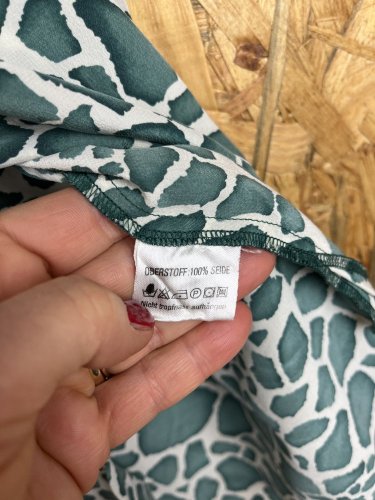 OBERSTOFF:100% SEIDE
Nicht tropfnass aufhängen